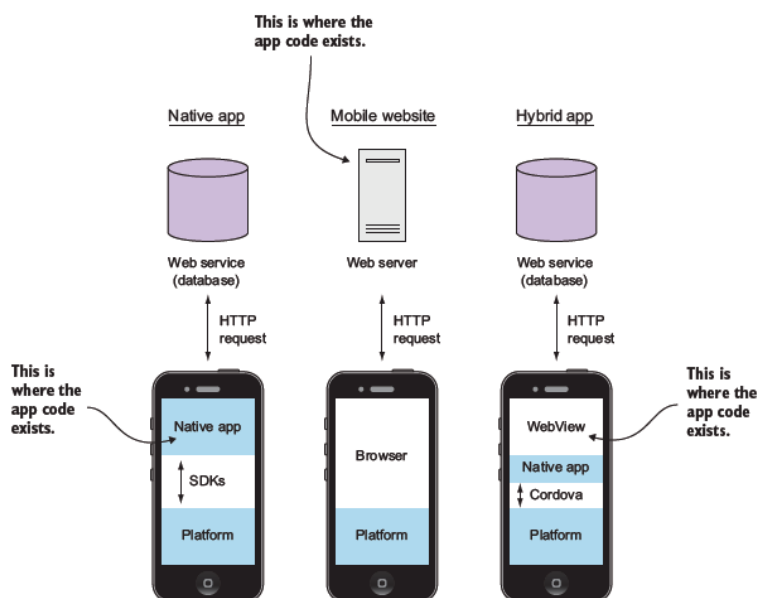 This is where the
app code exists.
Native app
Mobile website
Hybrid app
Web service
(database)
Web server
Web service
(database)
HTTP
request
HTTP
request
HTTP
request
This is
where the
app code
exists.
Native app
SDKs
Platform
Browser
Platform
WebView
Native app
Cordova
Platform
This is
where the
app code
exists.